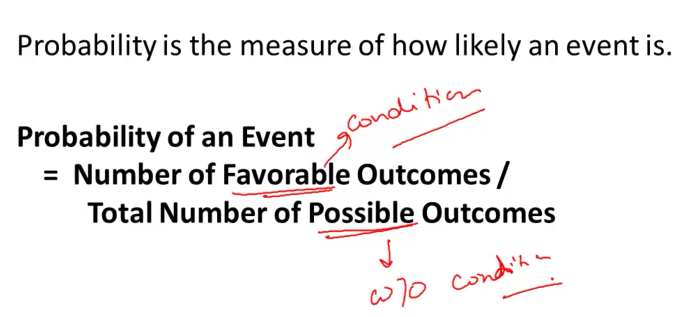 Probability is the measure of how likely an event is.
condition
Probability of an Event
= Number of Favorable Outcomes /
Total Number of Possible Outcomes
w/o condition